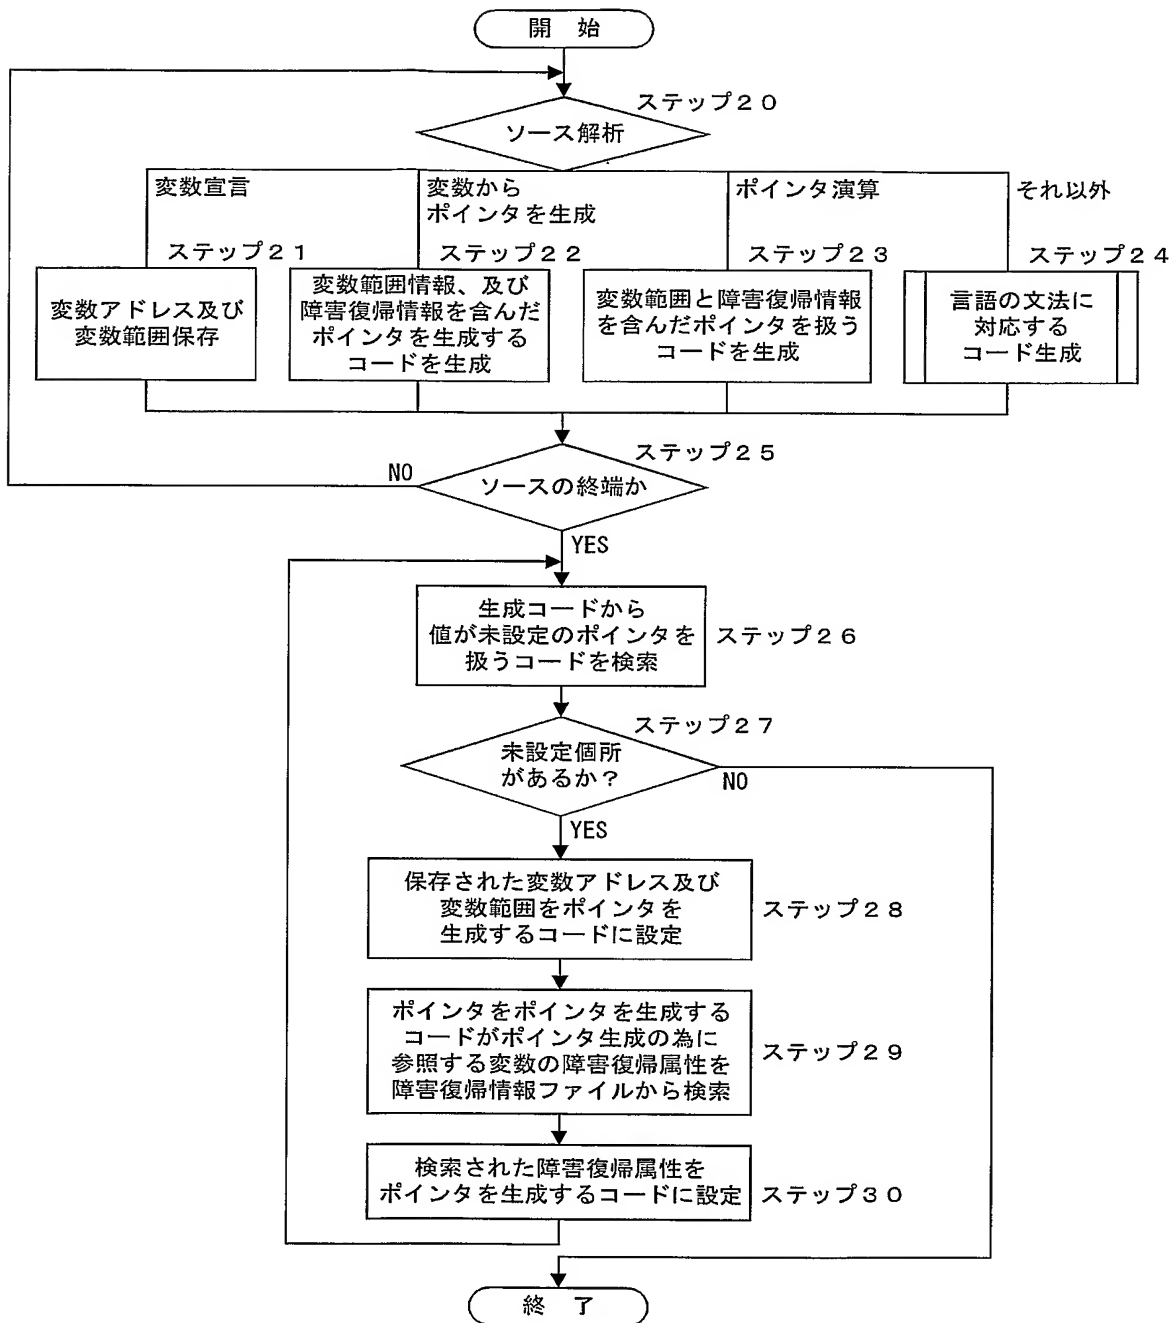 開 始
ステップ20
ソース解析
変数宣言
変数から
ポインタを生成
ポインタ演算
それ以外
ステップ21
変数アドレス及び
変数範囲保存
ステップ22
変数範囲情報、及び
障害復帰情報を含んだ
ポインタを生成する
コードを生成
ステップ23
変数範囲と障害復帰情報
を含んだポインタを扱う
コードを生成
ステップ24
言語の文法に
対応する
コード生成
ステップ25
ソースの終端か
NO
YES
生成コードから
値が未設定のポインタを
扱うコードを検索
ステップ26
ステップ27
未設定個所
があるか?
NO
YES
保存された変数アドレス及び
変数範囲をポインタを
生成するコードに設定
ステップ28
ポインタをポインタを生成する
コードがポインタ生成の為に
参照する変数の障害復帰属性を
障害復帰情報ファイルから検索
ステップ29
検索された障害復帰属性を
ポインタを生成するコードに設定
ステップ30
終 了